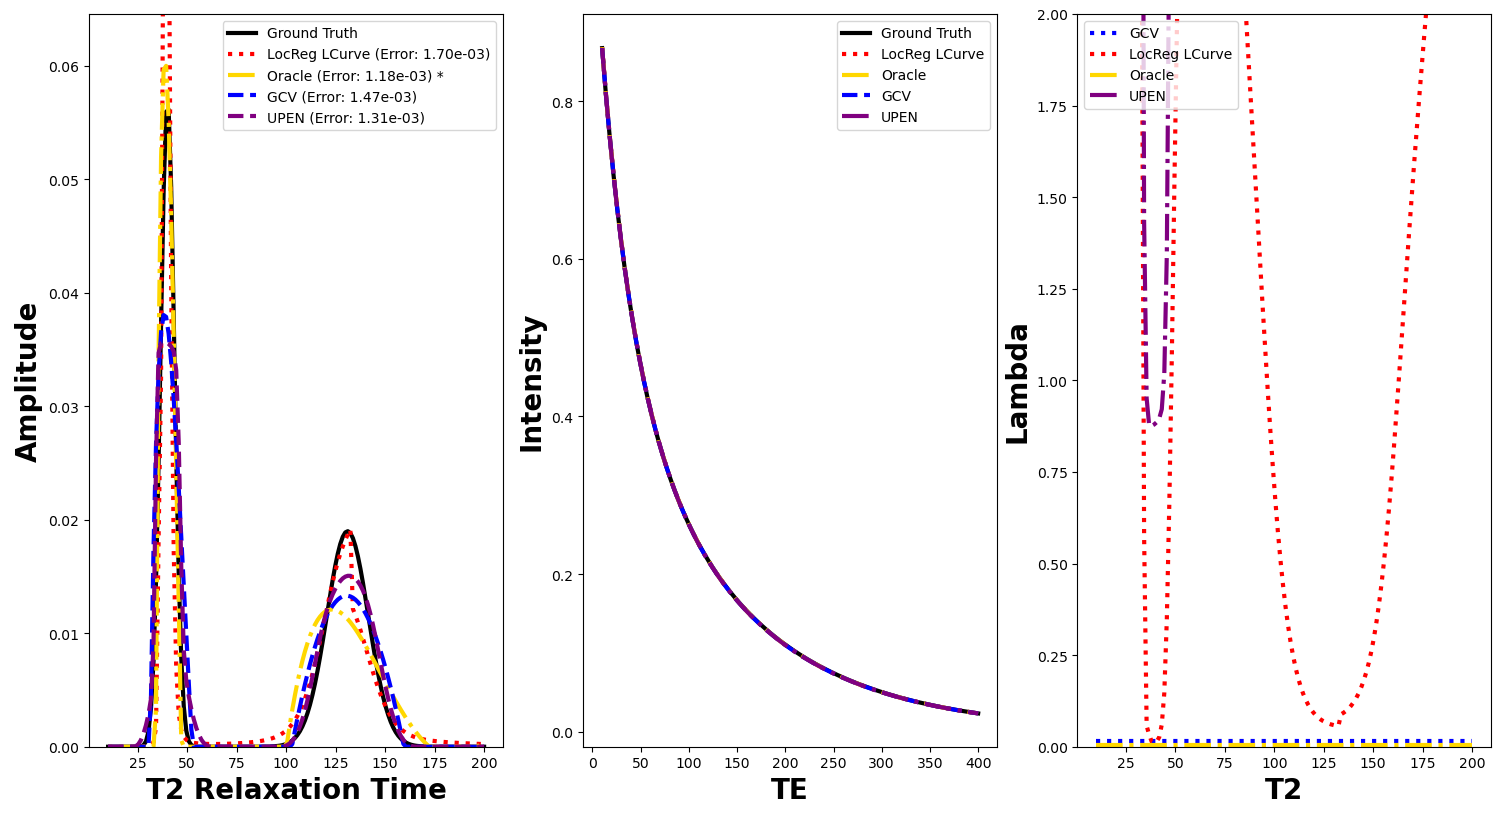 Ground Truth
LocReg LCurve (Error: 1.70e-03)
Oracle (Error: 1.18e-03) *
GCV (Error: 1.47e-03)
UPEN (Error: 1.31e-03)
0.06
0.05
0.04
0.03
0.02
0.01
0.00
Amplitude
25 50 75 100 125 150 175 200
T2 Relaxation Time
Ground Truth
LocReg LCurve
Oracle
GCV
UPEN
0.8
0.6
0.4
0.2
0.0
Intensity
0 50 100 150 200 250 300 350 400
TE
GCV
LocReg LCurve
Oracle
UPEN
2.00
1.75
1.50
1.25
1.00
0.75
0.50
0.25
0.00
Lambda
25 50 75 100 125 150 175 200
T2